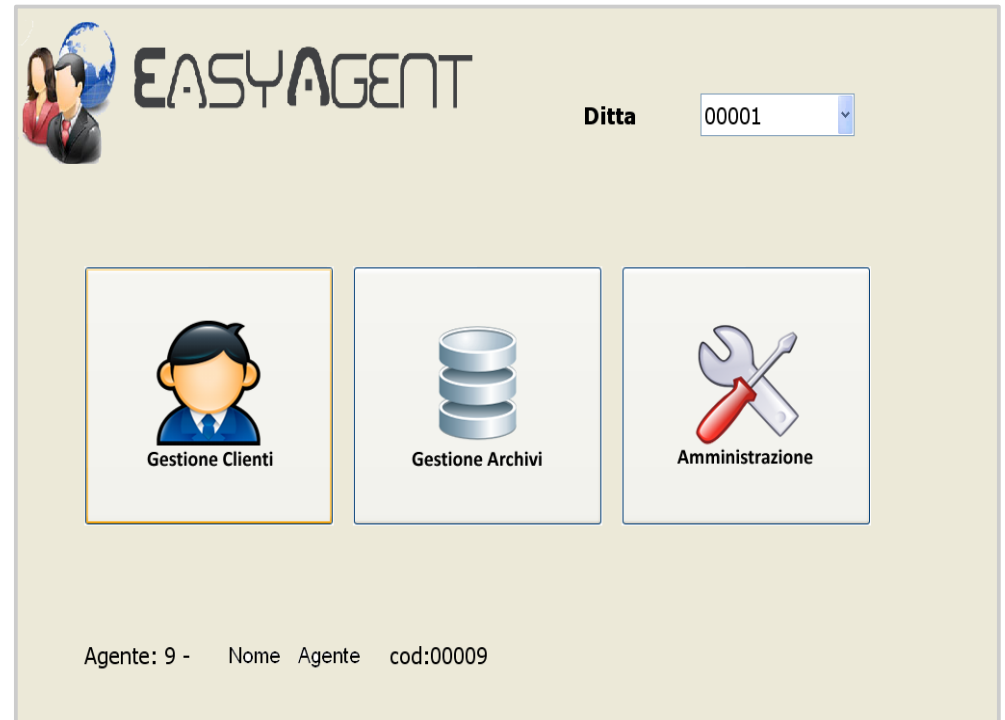 EASYAGENT
Ditta 00001
Gestione Clienti Gestione Archivi Amministrazione
Agente: 9 - Nome Agente cod:00009